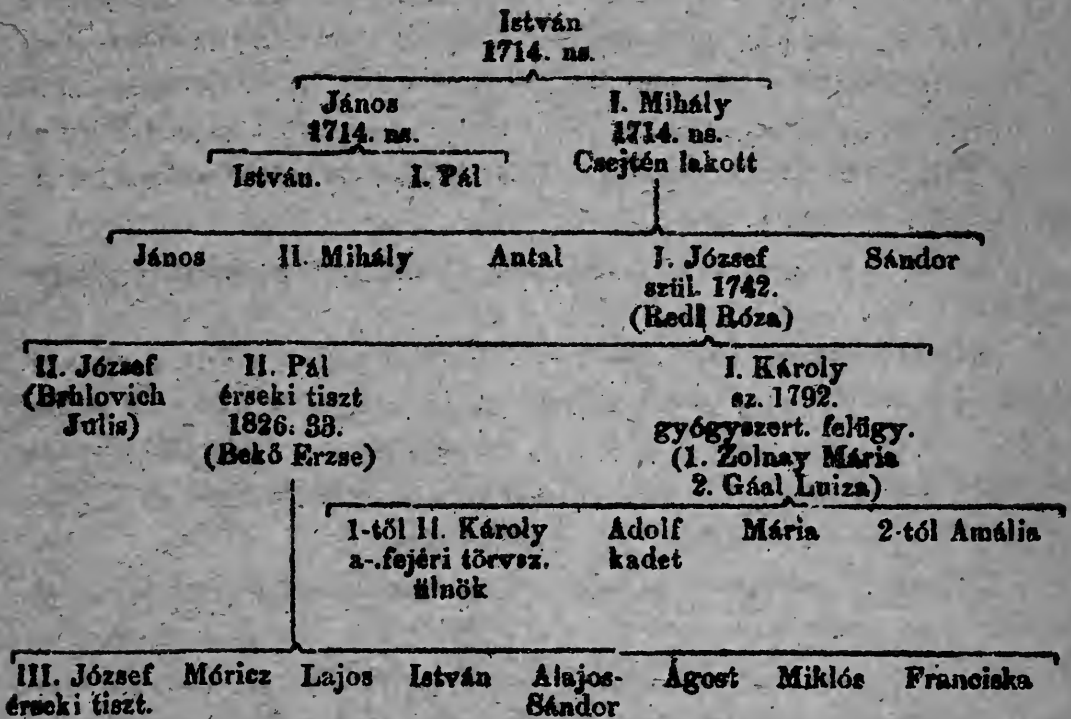 István
1714. ns.
János I. Mihály
1714. ns. 1714. ns.
Csejtén lakott
István. I. Pál
János II. Mihály Antal I. József Sándor
szül. 1742.
(Redl Róza)
II. József II. Pál I. Károly
(Brhlovich érseki tiszt sz. 1792.
Julis) 1826. 33. gyógyszert. felügy.
(Bekő Erzse) (1. Zolnay Mária
2. Gáal Luiza)
1-től II. Károly Adolf Mária 2-tól Amália
a-.fejéri törvsz. kadet
ülnök
III. József Móricz Lajos István Alajos- Ágost Miklós Franciska
érseki tiszt. Sándor